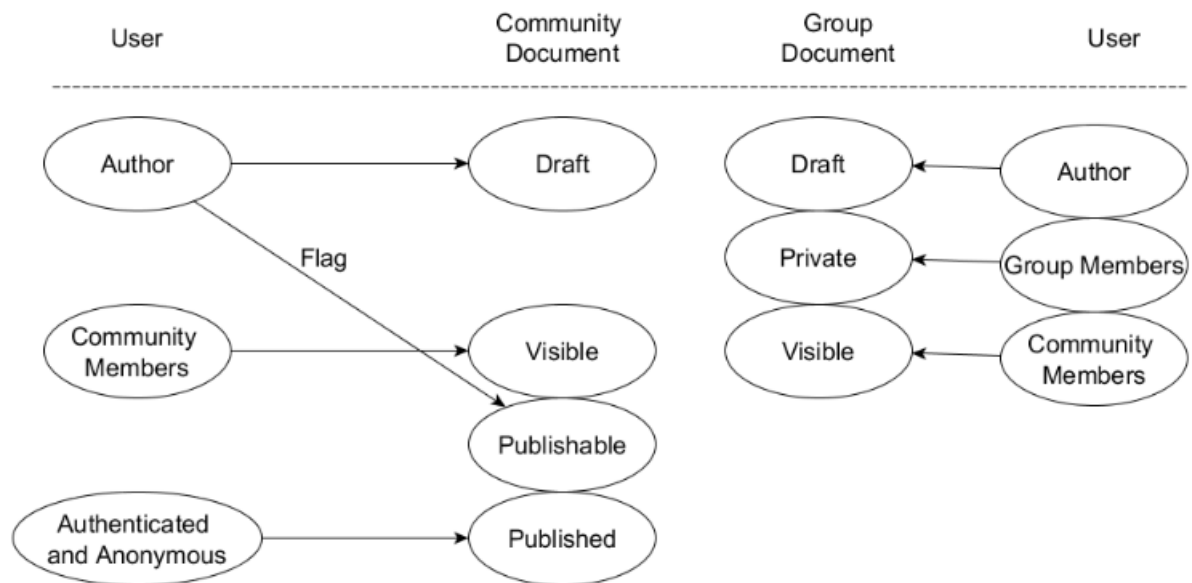 User
Community
Document
Group
Document
User
Author
Draft
Draft
Author
Flag
Private
Group Members
Community
Members
Visible
Visible
Community
Members
Publishable
Authenticated
and Anonymous
Published